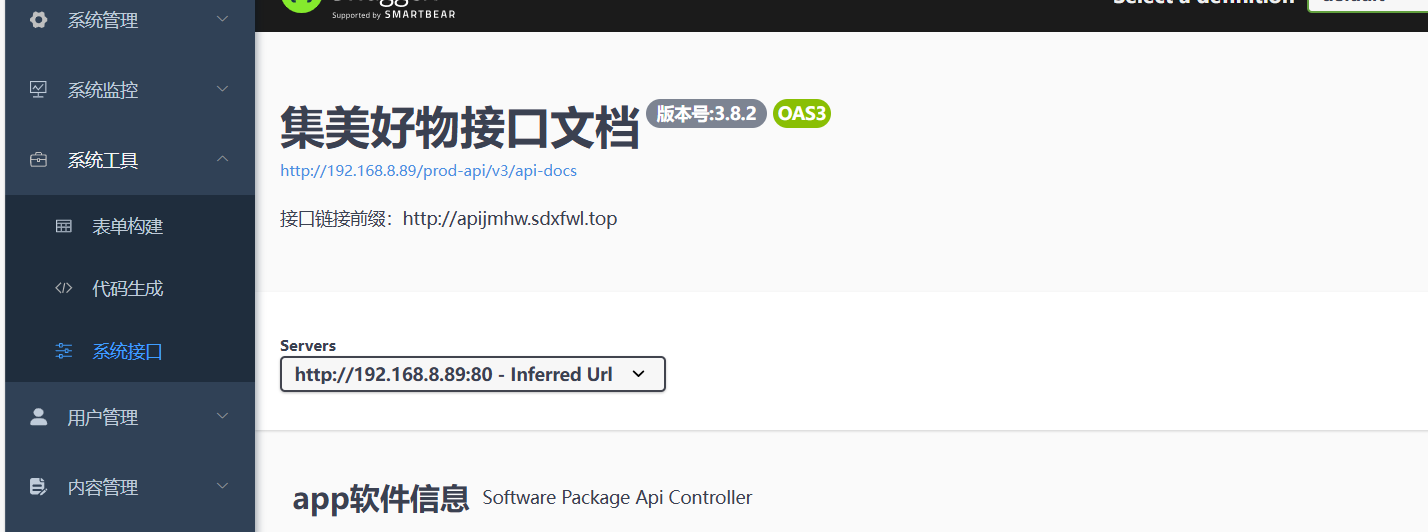 系统管理
系统监控
系统工具
表单构建
代码生成
系统接口
用户管理
内容管理
Supported by SMARTBEAR
Select a definition
default
集美好物接口文档 版本号:3.8.2 OAS3
http://192.168.8.89/prod-api/v3/api-docs
接口链接前缀：http://apijmhw.sdxfwl.top
Servers
http://192.168.8.89:80 - Inferred Url
app软件信息 Software Package Api Controller